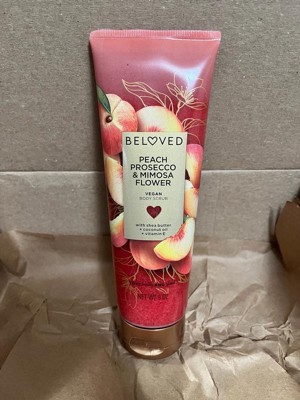 BELOVED
PEACH
PROSECCO
& MIMOSA
FLOWER
VEGAN
BODY SCRUB
with shea butter
+ coconut oil
+ vitamin E